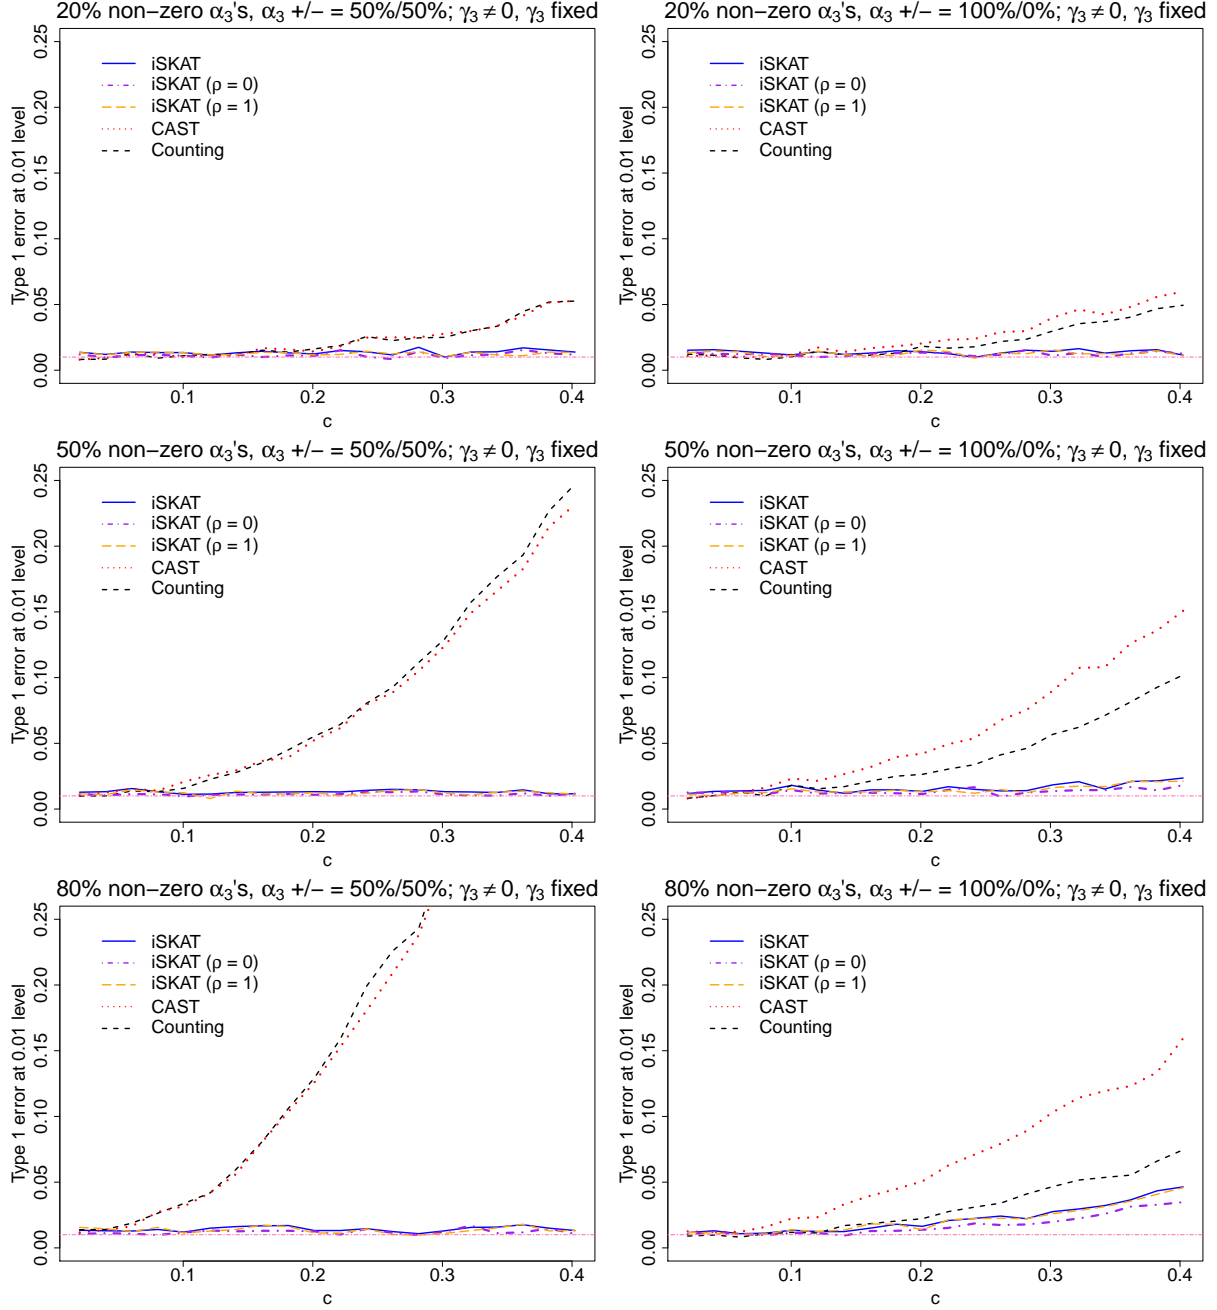 20% non−zero α₃'s, α₃ +/− = 50%/50%; γ₃ ≠ 0, γ₃ fixed
Type 1 error at 0.01 level
0.00 0.05 0.10 0.15 0.20 0.25
iSKAT
iSKAT (ρ = 0)
iSKAT (ρ = 1)
CAST
Counting
0.1 0.2 0.3 0.4
c
20% non−zero α₃'s, α₃ +/− = 100%/0%; γ₃ ≠ 0, γ₃ fixed
Type 1 error at 0.01 level
0.00 0.05 0.10 0.15 0.20 0.25
iSKAT
iSKAT (ρ = 0)
iSKAT (ρ = 1)
CAST
Counting
0.1 0.2 0.3 0.4
c
50% non−zero α₃'s, α₃ +/− = 50%/50%; γ₃ ≠ 0, γ₃ fixed
Type 1 error at 0.01 level
0.00 0.05 0.10 0.15 0.20 0.25
iSKAT
iSKAT (ρ = 0)
iSKAT (ρ = 1)
CAST
Counting
0.1 0.2 0.3 0.4
c
50% non−zero α₃'s, α₃ +/− = 100%/0%; γ₃ ≠ 0, γ₃ fixed
Type 1 error at 0.01 level
0.00 0.05 0.10 0.15 0.20 0.25
iSKAT
iSKAT (ρ = 0)
iSKAT (ρ = 1)
CAST
Counting
0.1 0.2 0.3 0.4
c
80% non−zero α₃'s, α₃ +/− = 50%/50%; γ₃ ≠ 0, γ₃ fixed
Type 1 error at 0.01 level
0.00 0.05 0.10 0.15 0.20 0.25
iSKAT
iSKAT (ρ = 0)
iSKAT (ρ = 1)
CAST
Counting
0.1 0.2 0.3 0.4
c
80% non−zero α₃'s, α₃ +/− = 100%/0%; γ₃ ≠ 0, γ₃ fixed
Type 1 error at 0.01 level
0.00 0.05 0.10 0.15 0.20 0.25
iSKAT
iSKAT (ρ = 0)
iSKAT (ρ = 1)
CAST
Counting
0.1 0.2 0.3 0.4
c